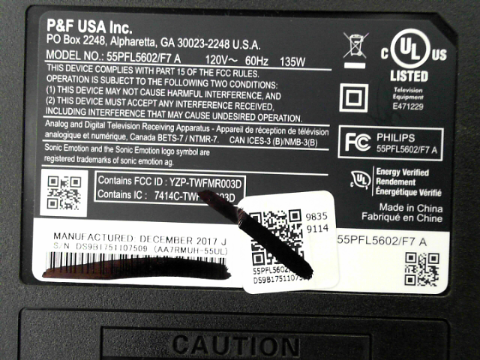 P&F USA Inc.
PO Box 2248, Alpharetta, GA 30023-2248 U.S.A.
MODEL NO.: 55PFL5602/F7 A 120V~ 60Hz 135W
THIS DEVICE COMPLIES WITH PART 15 OF THE FCC RULES.
OPERATION IS SUBJECT TO THE FOLLOWING TWO CONDITIONS:
(1) THIS DEVICE MAY NOT CAUSE HARMFUL INTERFERENCE, AND
(2) THIS DEVICE MUST ACCEPT ANY INTERFERENCE RECEIVED,
INCLUDING INTERFERENCE THAT MAY CAUSE UNDESIRED OPERATION.
Analog and Digital Television Receiving Apparatus - Appareil de réception de télévision
analogique et numérique, Canada BETS-7 / NTMR-7. CAN ICES-3 (B)/NMB-3(B)
Sonic Emotion and the Sonic Emotion logo symbol are
registered trademarks of sonic emotion ag.
C UL US
LISTED
Television
Equipment
E471229
FC PHILIPS
55PFL5602/F7 A
Energy Verified
Rendement
Énergétique Vérifié
Made in China
Fabriqué en Chine
Contains FCC ID : YZP-TWFMR003D
Contains IC : 7414C-TW 003D
MANUFACTURED DECEMBER 2017 J
S/N DS9B1751107509 (AA7RMUH-55UL)
9835
9114
55PFL5602/
DS9B17511075
55PFL5602/F7 A
CAUTION